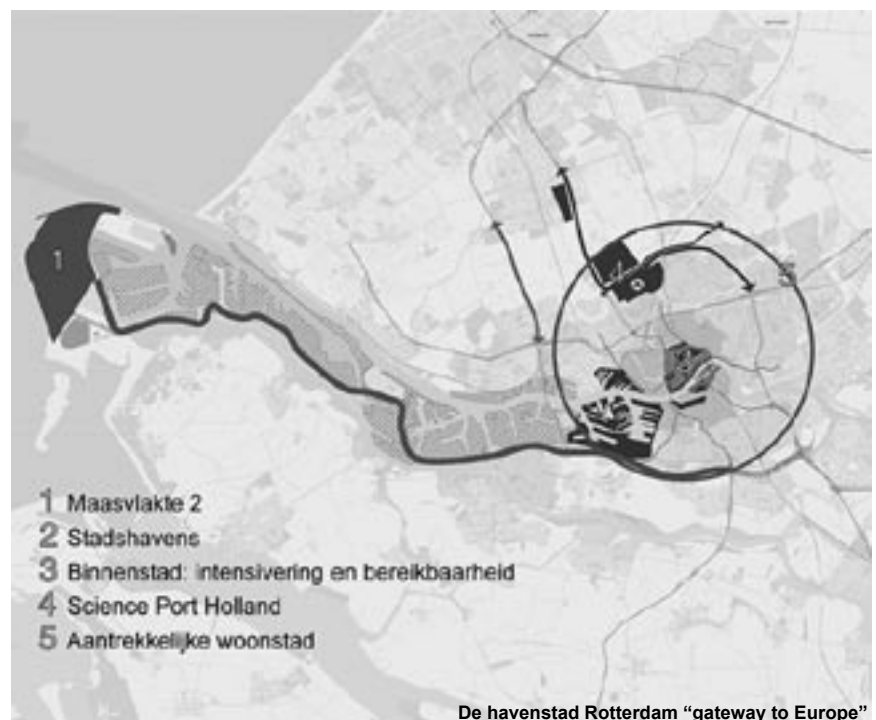 1
4
1 Maasvlakte 2
2 Stadshavens
3 Binnenstad: intensivering en bereikbaarheid
4 Science Port Holland
5 Aantrekkelijke woonstad
De havenstad Rotterdam “gateway to Europe”